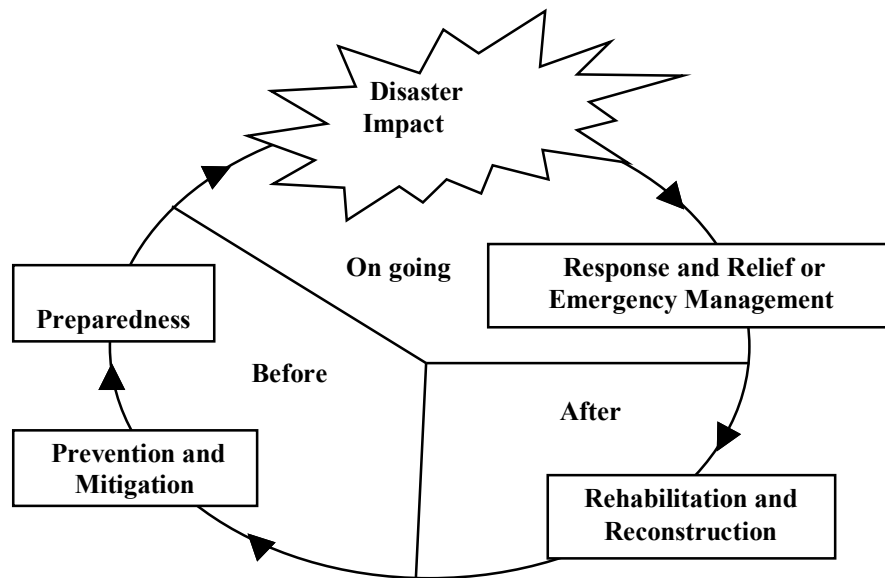 Disaster
Impact
On going
Response and Relief or
Emergency Management
Preparedness
Before
After
Prevention and
Mitigation
Rehabilitation and
Reconstruction